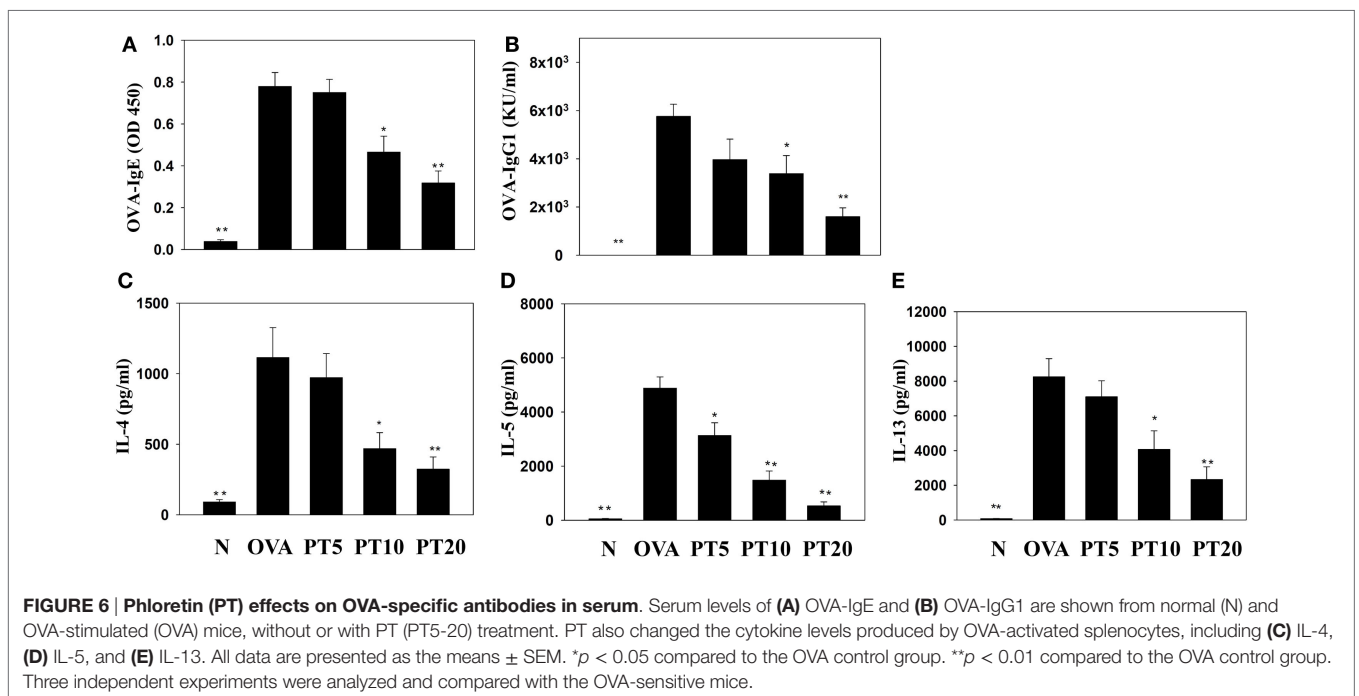 A
OVA-IgE (OD 450)
1.0
0.8
0.6
0.4
0.2
0.0
**
*
**
B
OVA-IgG1 (KU/ml)
8x10³
6x10³
4x10³
2x10³
0
**
*
**
C
IL-4 (pg/ml)
1500
1000
500
0
**
*
**
N OVA PT5 PT10 PT20
D
IL-5 (pg/ml)
8000
6000
4000
2000
0
**
*
**
**
N OVA PT5 PT10 PT20
E
IL-13 (pg/ml)
12000
10000
8000
6000
4000
2000
0
**
*
**
N OVA PT5 PT10 PT20
FIGURE 6 | Phloretin (PT) effects on OVA-specific antibodies in serum. Serum levels of (A) OVA-IgE and (B) OVA-IgG1 are shown from normal (N) and
OVA-stimulated (OVA) mice, without or with PT (PT5-20) treatment. PT also changed the cytokine levels produced by OVA-activated splenocytes, including (C) IL-4,
(D) IL-5, and (E) IL-13. All data are presented as the means ± SEM. *p < 0.05 compared to the OVA control group. **p < 0.01 compared to the OVA control group.
Three independent experiments were analyzed and compared with the OVA-sensitive mice.